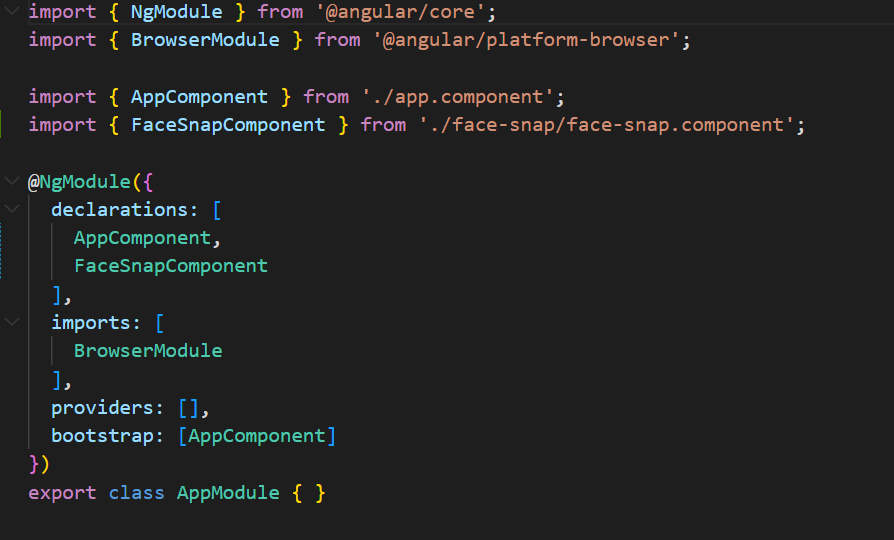 import { NgModule } from '@angular/core';
import { BrowserModule } from '@angular/platform-browser';

import { AppComponent } from './app.component';
import { FaceSnapComponent } from './face-snap/face-snap.component';

@NgModule({
  declarations: [
    AppComponent,
    FaceSnapComponent
  ],
  imports: [
    BrowserModule
  ],
  providers: [],
  bootstrap: [AppComponent]
})
export class AppModule { }